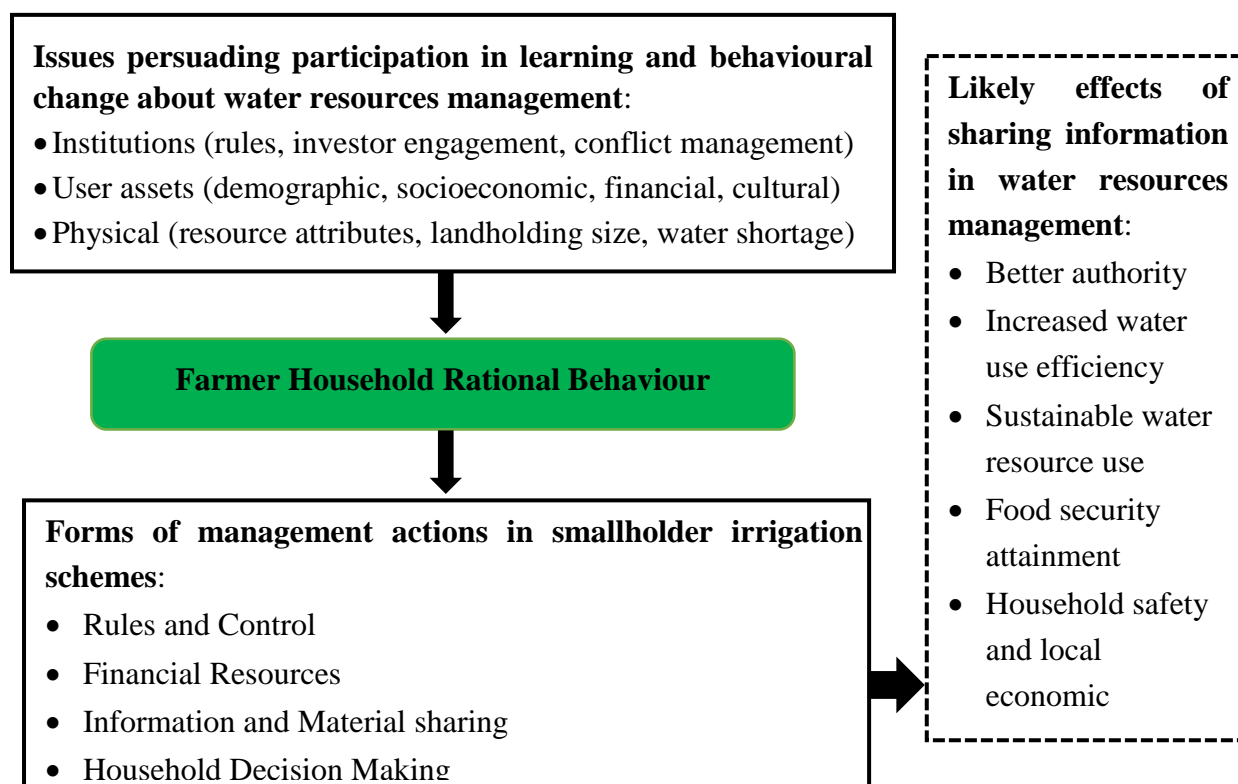 Issues persuading participation in learning and behavioural
change about water resources management:
• Institutions (rules, investor engagement, conflict management)
• User assets (demographic, socioeconomic, financial, cultural)
• Physical (resource attributes, landholding size, water shortage)
Farmer Household Rational Behaviour
Forms of management actions in smallholder irrigation
schemes:
• Rules and Control
• Financial Resources
• Information and Material sharing
• Household Decision Making
Likely effects of
sharing information
in water resources
management:
• Better authority
• Increased water
use efficiency
• Sustainable water
resource use
• Food security
attainment
• Household safety
and local
economic